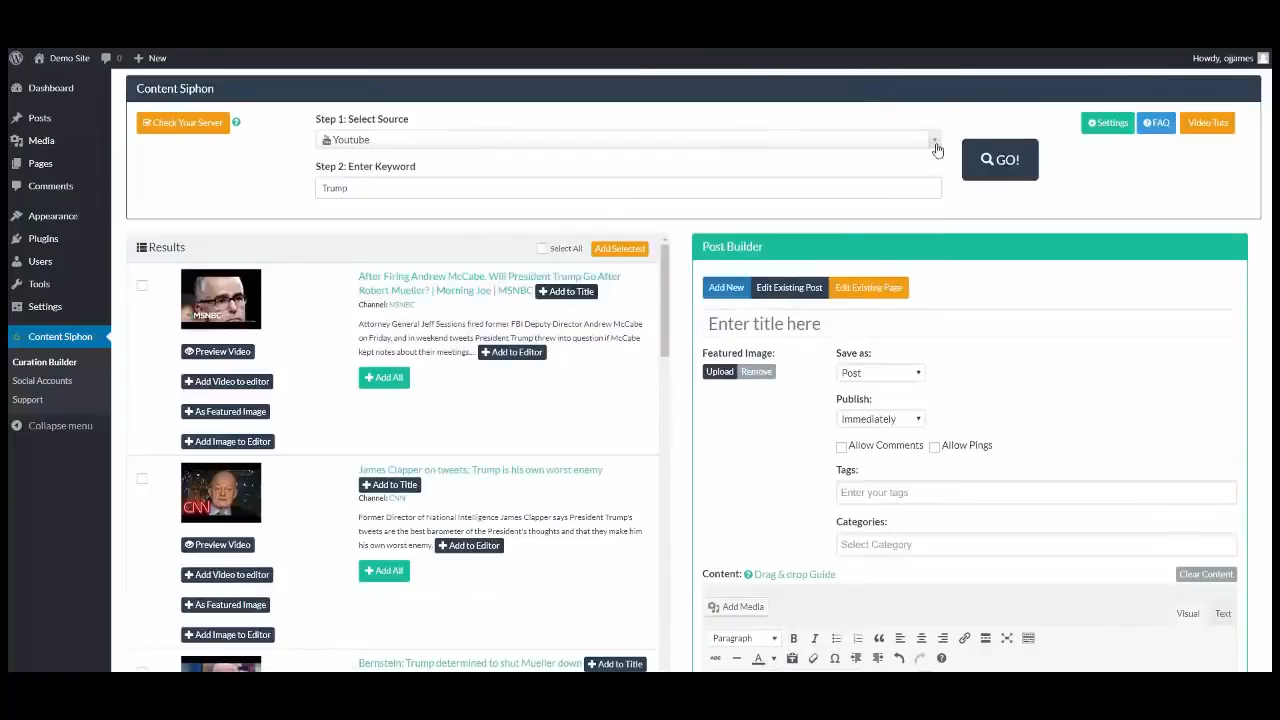 Demo Site 0 New Howdy, ojjames
Dashboard
Posts
Media
Pages
Comments
Appearance
Plugins
Users
Tools
Settings
Content Siphon
Curation Builder
Social Accounts
Support
Collapse menu
Content Siphon
Check Your Server
Step 1: Select Source
Youtube
Step 2: Enter Keyword
Trump
GO!
Settings FAQ Video Tuts
Results Select All Add Selected
MSNBC
Preview Video
Add Video to editor
As Featured Image
Add Image to Editor
After Firing Andrew McCabe, Will President Trump Go After
Robert Mueller? | Morning Joe | MSNBC Add to Title
Channel: MSNBC
Attorney General Jeff Sessions fired former FBI Deputy Director Andrew McCabe
on Friday, and in weekend tweets President Trump threw into question if McCabe
kept notes about their meetings.... Add to Editor
Add All
CNN
Preview Video
Add Video to editor
As Featured Image
Add Image to Editor
James Clapper on tweets: Trump is his own worst enemy
Add to Title
Channel: CNN
Former Director of National Intelligence James Clapper says President Trump's
tweets are the best barometer of the President's thoughts and that they make him
his own worst enemy. Add to Editor
Add All
Bernstein: Trump determined to shut Mueller down Add to Title
Post Builder
Add New Edit Existing Post Edit Existing Page
Enter title here
Featured Image:
Upload Remove
Save as:
Post
Publish:
Immediately
Allow Comments Allow Pings
Tags:
Enter your tags
Categories:
Select Category
Content: Drag & drop Guide Clear Content
Add Media
Visual Text
Paragraph B I
ABC A